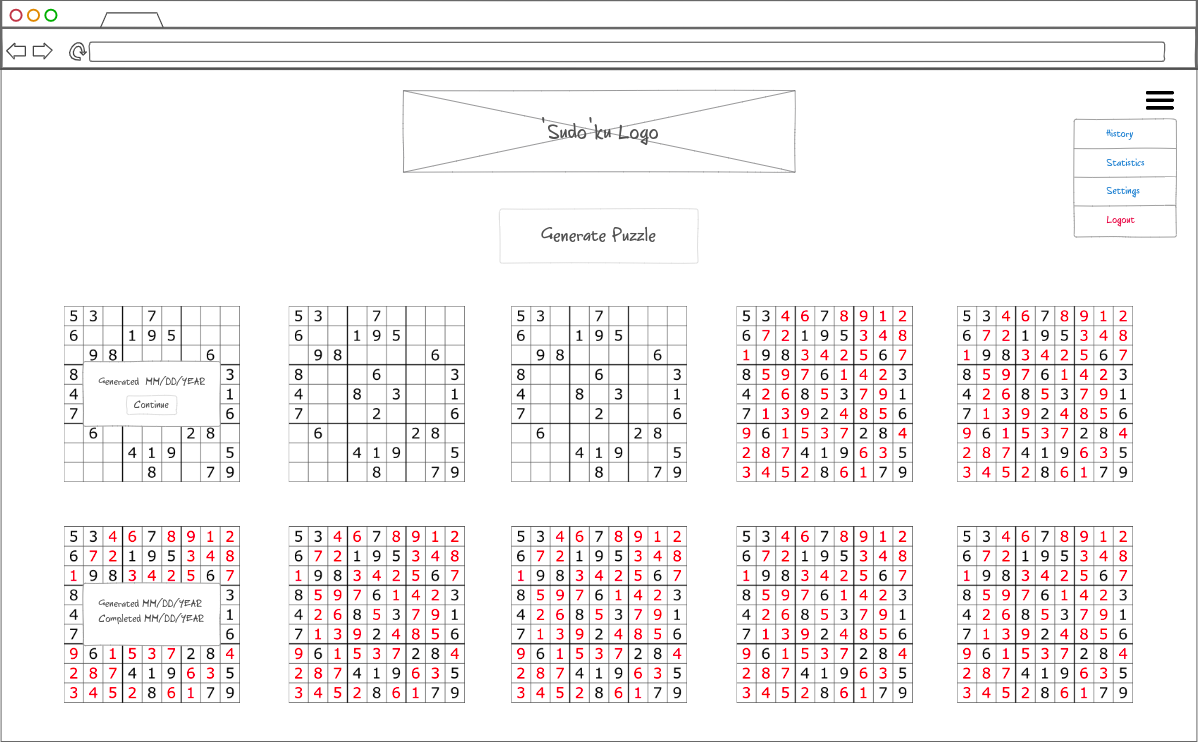 'Sudo'ku Logo
History
Statistics
Settings
Logout
Generate Puzzle
5 3 7
6 1 9 5
9 8 6
8 3
Generated MM/DD/YEAR
4 1
Continue
7 6
6 2 8
4 1 9 5
8 7 9
5 3 7
6 1 9 5
9 8 6
8 6 3
4 8 3 1
7 2 6
6 2 8
4 1 9 5
8 7 9
5 3 7
6 1 9 5
9 8 6
8 6 3
4 8 3 1
7 2 6
6 2 8
4 1 9 5
8 7 9
5 3 4 6 7 8 9 1 2
6 7 2 1 9 5 3 4 8
1 9 8 3 4 2 5 6 7
8 5 9 7 6 1 4 2 3
4 2 6 8 5 3 7 9 1
7 1 3 9 2 4 8 5 6
9 6 1 5 3 7 2 8 4
2 8 7 4 1 9 6 3 5
3 4 5 2 8 6 1 7 9
5 3 4 6 7 8 9 1 2
6 7 2 1 9 5 3 4 8
1 9 8 3 4 2 5 6 7
8 5 9 7 6 1 4 2 3
4 2 6 8 5 3 7 9 1
7 1 3 9 2 4 8 5 6
9 6 1 5 3 7 2 8 4
2 8 7 4 1 9 6 3 5
3 4 5 2 8 6 1 7 9
5 3 4 6 7 8 9 1 2
6 7 2 1 9 5 3 4 8
1 9 8 3 4 2 5 6 7
8 3
Generated MM/DD/YEAR
4 1
Completed MM/DD/YEAR
7 6
9 6 1 5 3 7 2 8 4
2 8 7 4 1 9 6 3 5
3 4 5 2 8 6 1 7 9
5 3 4 6 7 8 9 1 2
6 7 2 1 9 5 3 4 8
1 9 8 3 4 2 5 6 7
8 5 9 7 6 1 4 2 3
4 2 6 8 5 3 7 9 1
7 1 3 9 2 4 8 5 6
9 6 1 5 3 7 2 8 4
2 8 7 4 1 9 6 3 5
3 4 5 2 8 6 1 7 9
5 3 4 6 7 8 9 1 2
6 7 2 1 9 5 3 4 8
1 9 8 3 4 2 5 6 7
8 5 9 7 6 1 4 2 3
4 2 6 8 5 3 7 9 1
7 1 3 9 2 4 8 5 6
9 6 1 5 3 7 2 8 4
2 8 7 4 1 9 6 3 5
3 4 5 2 8 6 1 7 9
5 3 4 6 7 8 9 1 2
6 7 2 1 9 5 3 4 8
1 9 8 3 4 2 5 6 7
8 5 9 7 6 1 4 2 3
4 2 6 8 5 3 7 9 1
7 1 3 9 2 4 8 5 6
9 6 1 5 3 7 2 8 4
2 8 7 4 1 9 6 3 5
3 4 5 2 8 6 1 7 9
5 3 4 6 7 8 9 1 2
6 7 2 1 9 5 3 4 8
1 9 8 3 4 2 5 6 7
8 5 9 7 6 1 4 2 3
4 2 6 8 5 3 7 9 1
7 1 3 9 2 4 8 5 6
9 6 1 5 3 7 2 8 4
2 8 7 4 1 9 6 3 5
3 4 5 2 8 6 1 7 9